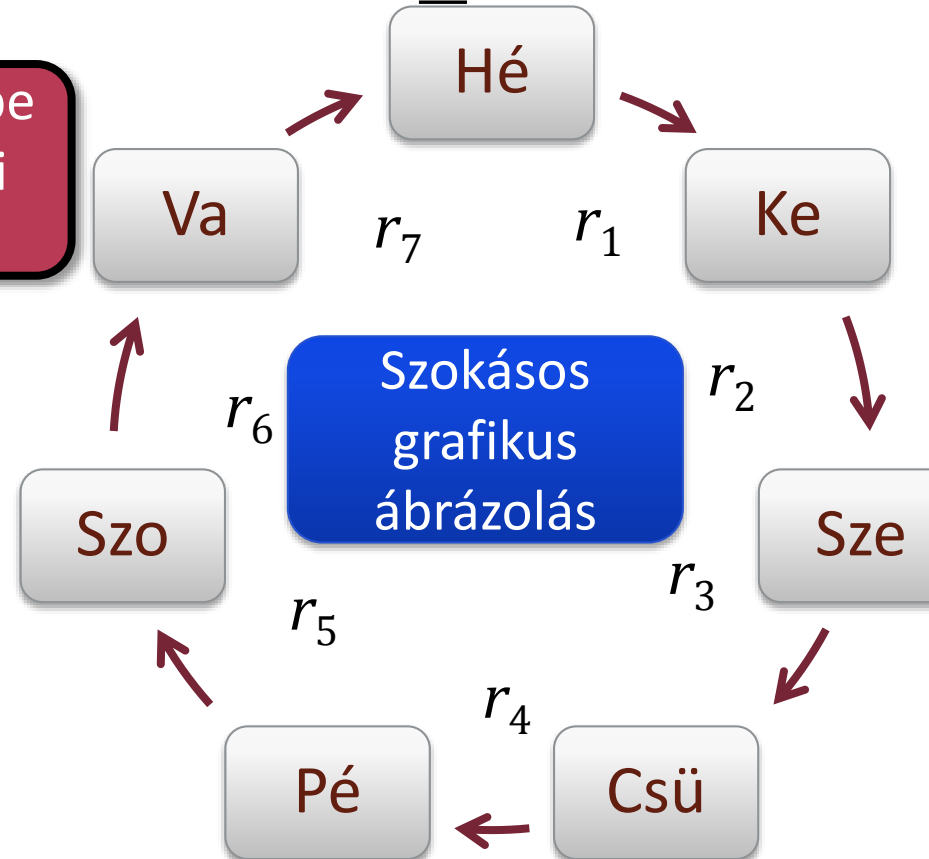 Hé
Va
Ke
r₇
r₁
Szokásos
grafikus
ábrázolás
r₂
r₆
Szo
Sze
r₃
r₅
r₄
Pé
Csü